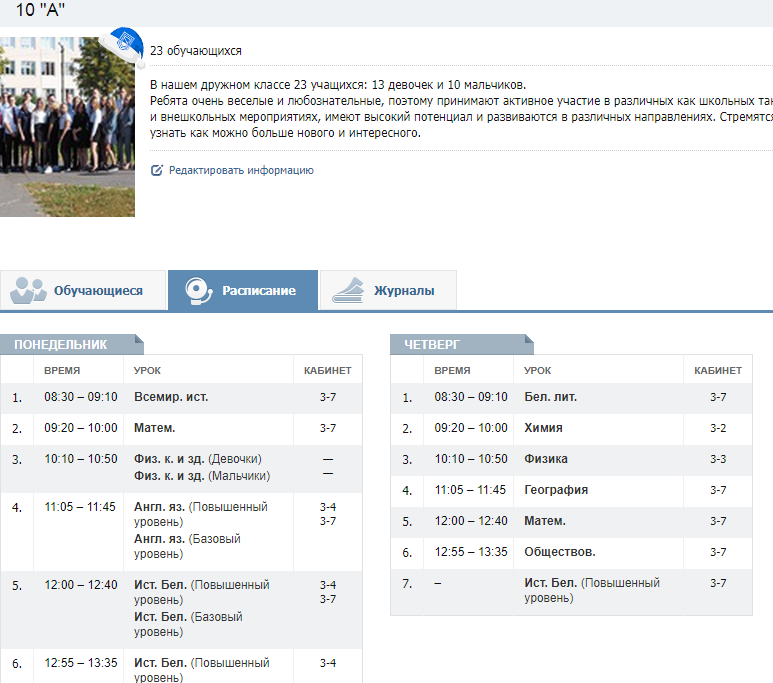 10 "А"
23 обучающихся
В нашем дружном классе 23 учащихся: 13 девочек и 10 мальчиков.
Ребята очень веселые и любознательные, поэтому принимают активное участие в различных как школьных
и внешкольных мероприятиях, имеют высокий потенциал и развиваются в различных направлениях. Стремятся
узнать как можно больше нового и интересного.
Редактировать информацию
Обучающиеся
Расписание
Журналы
ПОНЕДЕЛЬНИК
ВРЕМЯ УРОК КАБИНЕТ
1. 08:30 – 09:10 Всемир. ист. 3-7
2. 09:20 – 10:00 Матем. 3-7
3. 10:10 – 10:50 Физ. к. и зд. (Девочки) —
Физ. к. и зд. (Мальчики) —
4. 11:05 – 11:45 Англ. яз. (Повышенный 3-4
уровень) 3-7
Англ. яз. (Базовый
уровень)
5. 12:00 – 12:40 Ист. Бел. (Повышенный 3-4
уровень) 3-7
Ист. Бел. (Базовый
уровень)
6. 12:55 – 13:35 Ист. Бел. (Повышенный 3-4
уровень)
ЧЕТВЕРГ
ВРЕМЯ УРОК КАБИНЕТ
1. 08:30 – 09:10 Бел. лит. 3-7
2. 09:20 – 10:00 Химия 3-2
3. 10:10 – 10:50 Физика 3-3
4. 11:05 – 11:45 География 3-7
5. 12:00 – 12:40 Матем. 3-7
6. 12:55 – 13:35 Обществов. 3-7
7. – Ист. Бел. (Повышенный 3-7
уровень)